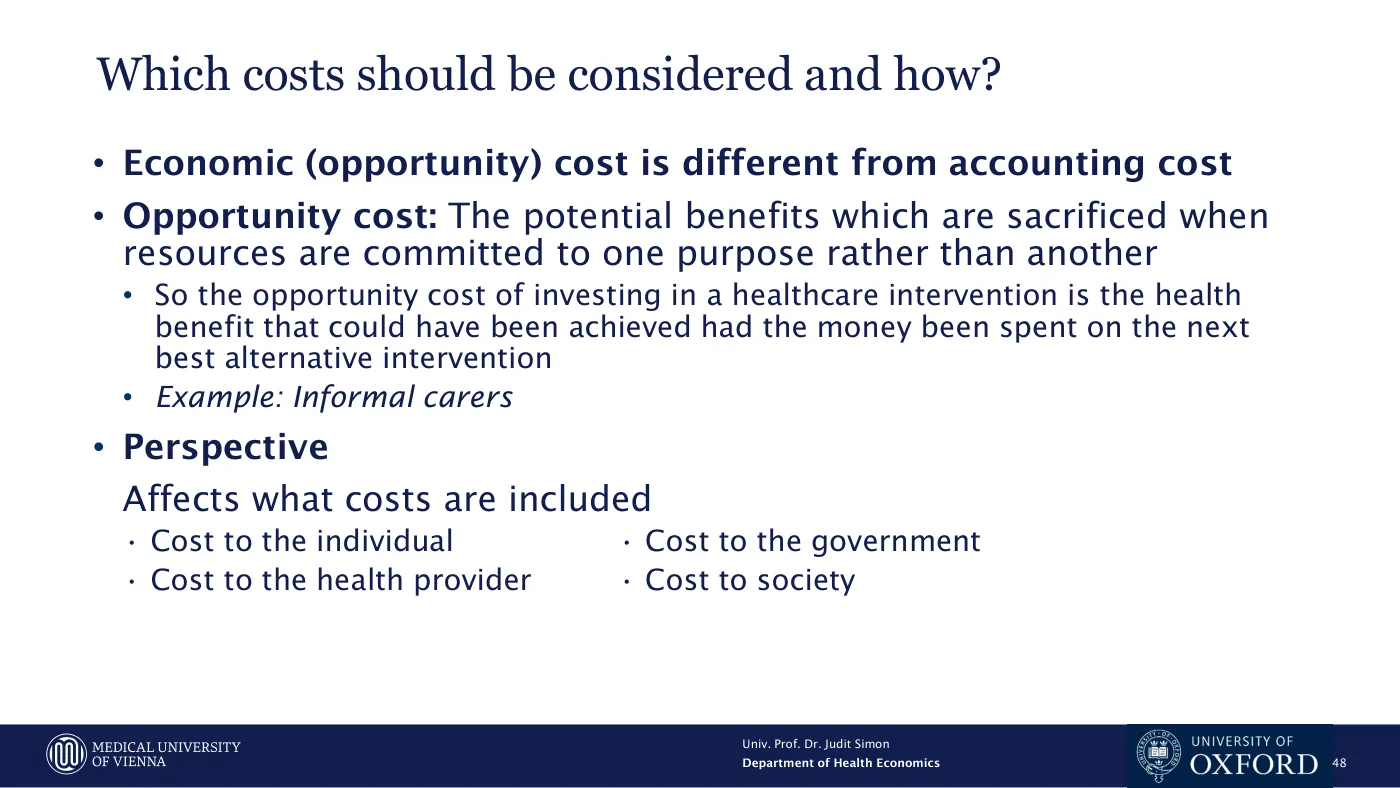 Which costs should be considered and how?
• Economic (opportunity) cost is different from accounting cost
• Opportunity cost: The potential benefits which are sacrificed when
resources are committed to one purpose rather than another
• So the opportunity cost of investing in a healthcare intervention is the health
benefit that could have been achieved had the money been spent on the next
best alternative intervention
• Example: Informal carers
• Perspective
Affects what costs are included
· Cost to the individual
· Cost to the health provider
· Cost to the government
· Cost to society
MEDICAL UNIVERSITY
OF VIENNA
Univ. Prof. Dr. Judit Simon
Department of Health Economics
UNIVERSITY OF
OXFORD
48